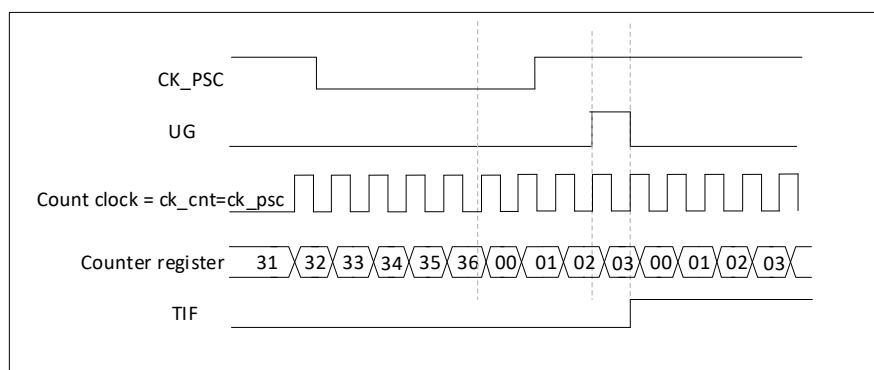 CK_PSC
UG
Count clock = ck_cnt=ck_psc
Counter register 31 32 33 34 35 36 00 01 02 03 00 01 02 03
TIF